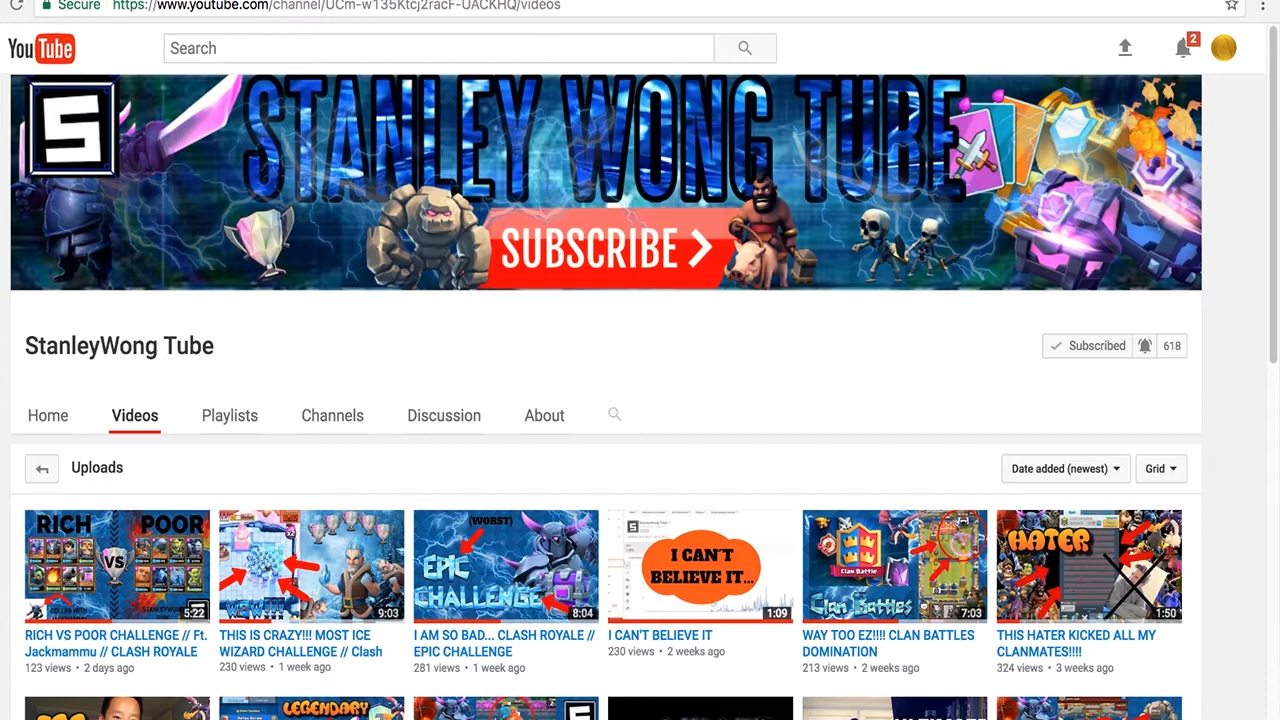 Secure https://www.youtube.com/channel/UCm-w135Ktcj2racF-UACKHQ/videos
YouTube
Search
2
S
STANLEY WONG TUBE
SUBSCRIBE
StanleyWong Tube
Subscribed 618
Home Videos Playlists Channels Discussion About
Uploads
Date added (newest)
Grid
RICH POOR
VS
5:22
9:03
(WORST)
EPIC
CHALLENGE
8:04
I CAN'T
BELIEVE IT...
1:09
Clan Battle
Clan Battles
7:03
HATER
1:50
RICH VS POOR CHALLENGE // Ft.
Jackmammu // CLASH ROYALE
123 views • 2 days ago
THIS IS CRAZY!!! MOST ICE
WIZARD CHALLENGE // Clash
230 views • 1 week ago
I AM SO BAD... CLASH ROYALE //
EPIC CHALLENGE
281 views • 1 week ago
I CAN'T BELIEVE IT
230 views • 2 weeks ago
WAY TOO EZ!!!! CLAN BATTLES
DOMINATION
213 views • 2 weeks ago
THIS HATER KICKED ALL MY
CLANMATES!!!!
324 views • 3 weeks ago
LEGENDARY
S